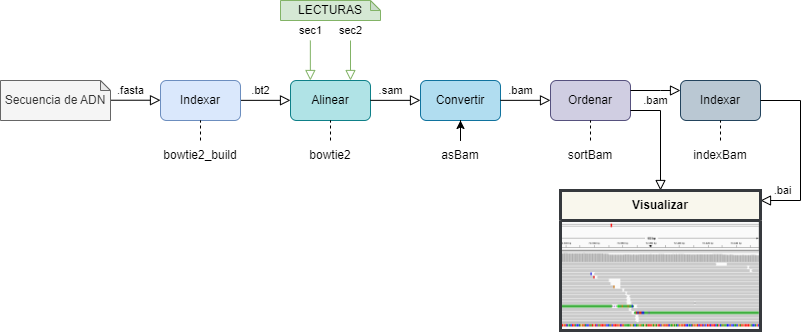 LECTURAS
sec1
sec2
Secuencia de ADN
.fasta
Indexar
.bt2
Alinear
.sam
Convertir
.bam
Ordenar
.bam
Indexar
bowtie2_build
bowtie2
asBam
sortBam
indexBam
.bai
Visualizar